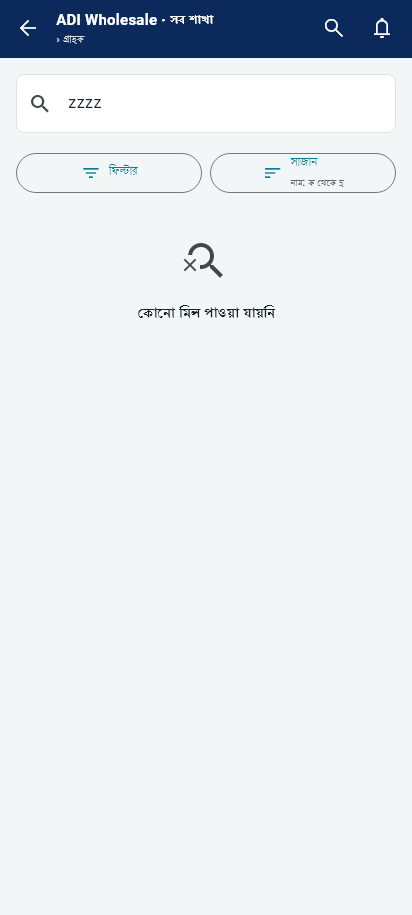 ADI Wholesale • সব শাখা
› গ্রাহক
zzzz
ফিল্টার
সাজান
নাম: ক থেকে হ
কোনো মিল পাওয়া যায়নি